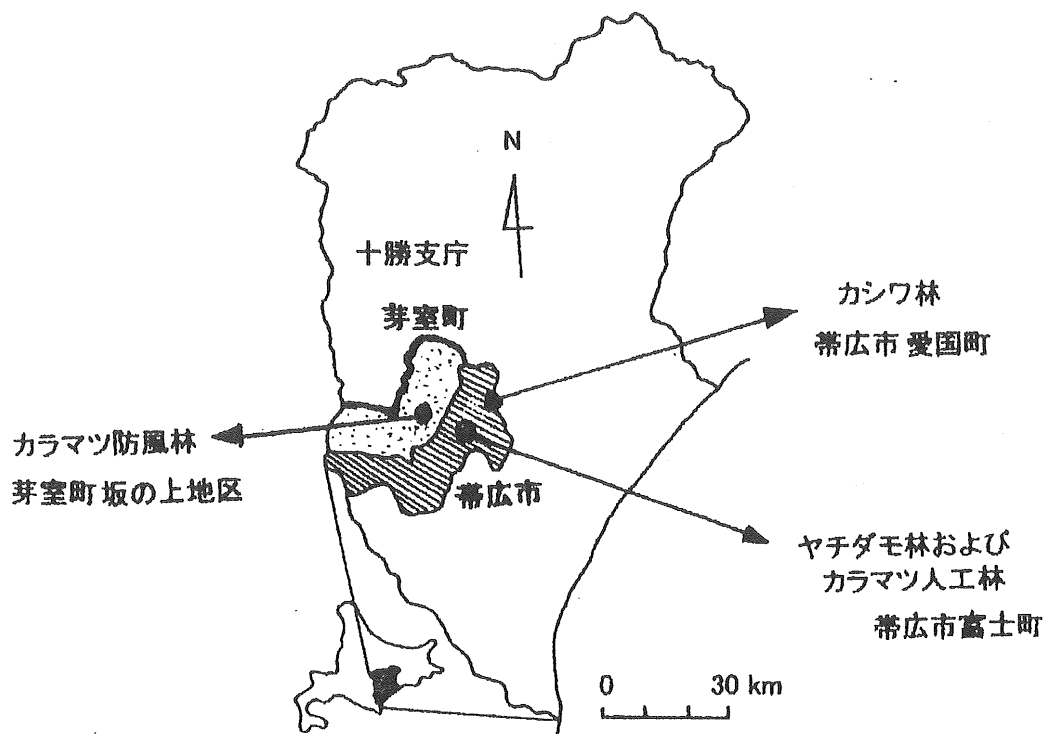 N
十勝支庁
芽室町
カシワ林
帯広市 愛国町
カラマツ防風林
芽室町坂の上地区
帯広市
ヤチダモ林および
カラマツ人工林
帯広市富士町
0 30 km